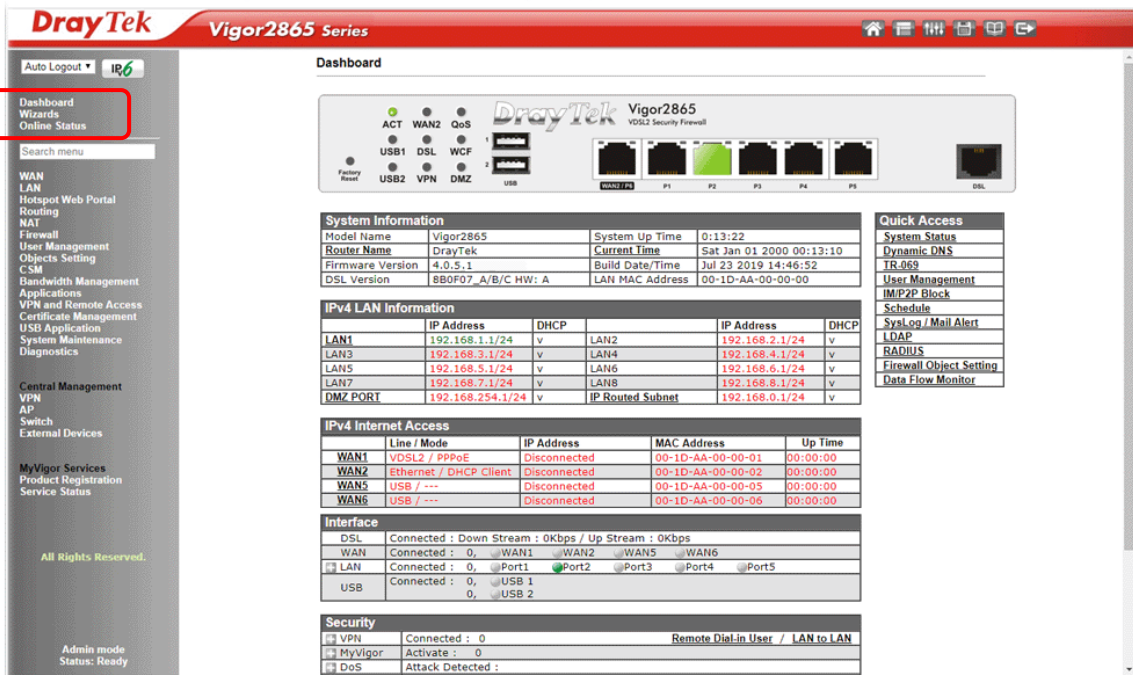 DrayTek Vigor2865 Series
Auto Logout IPv6
Dashboard
Wizards
Online Status
Search menu
WAN
LAN
Hotspot Web Portal
Routing
NAT
Firewall
User Management
Objects Setting
CSM
Bandwidth Management
Applications
VPN and Remote Access
Certificate Management
USB Application
System Maintenance
Diagnostics
Central Management
VPN
AP
Switch
External Devices
MyVigor Services
Product Registration
Service Status
All Rights Reserved.
Admin mode
Status: Ready
Dashboard
DrayTek Vigor2865
VDSL2 Security Firewall
ACT WAN2 QoS
USB1 DSL WCF
USB2 VPN DMZ
Factory Reset
1
2
USB
WAN2 / P6 P1 P2 P3 P4 P5 DSL
System Information
Model Name Vigor2865 System Up Time 0:13:22
Router Name DrayTek Current Time Sat Jan 01 2000 00:13:10
Firmware Version 4.0.5.1 Build Date/Time Jul 23 2019 14:46:52
DSL Version 8B0F07_A/B/C HW: A LAN MAC Address 00-1D-AA-00-00-00
IPv4 LAN Information
IP Address DHCP IP Address DHCP
LAN1 192.168.1.1/24 v LAN2 192.168.2.1/24 v
LAN3 192.168.3.1/24 v LAN4 192.168.4.1/24 v
LAN5 192.168.5.1/24 v LAN6 192.168.6.1/24 v
LAN7 192.168.7.1/24 v LAN8 192.168.8.1/24 v
DMZ PORT 192.168.254.1/24 v IP Routed Subnet 192.168.0.1/24 v
IPv4 Internet Access
Line / Mode IP Address MAC Address Up Time
WAN1 VDSL2 / PPPoE Disconnected 00-1D-AA-00-00-01 00:00:00
WAN2 Ethernet / DHCP Client Disconnected 00-1D-AA-00-00-02 00:00:00
WAN5 USB / --- Disconnected 00-1D-AA-00-00-05 00:00:00
WAN6 USB / --- Disconnected 00-1D-AA-00-00-06 00:00:00
Interface
DSL Connected : Down Stream : 0Kbps / Up Stream : 0Kbps
WAN Connected : 0, WAN1 WAN2 WAN5 WAN6
LAN Connected : 0, Port1 Port2 Port3 Port4 Port5
USB Connected : 0, USB 1
0, USB 2
Security
VPN Connected : 0 Remote Dial-in User / LAN to LAN
MyVigor Activate : 0
DoS Attack Detected :
Quick Access
System Status
Dynamic DNS
TR-069
User Management
IM/P2P Block
Schedule
SysLog / Mail Alert
LDAP
RADIUS
Firewall Object Setting
Data Flow Monitor